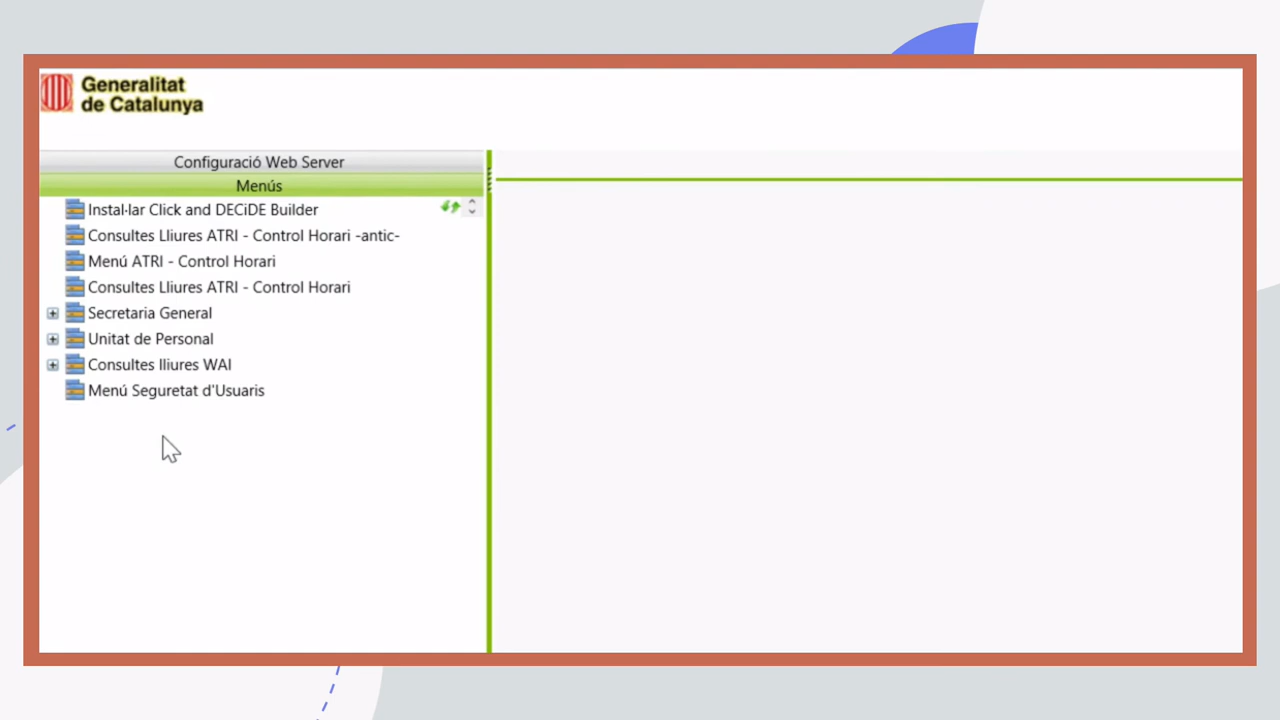 Generalitat
de Catalunya
Configuració Web Server
Menús
Instal·lar Click and DECiDE Builder
Consultes Lliures ATRI - Control Horari -antic-
Menú ATRI - Control Horari
Consultes Lliures ATRI - Control Horari
Secretaria General
Unitat de Personal
Consultes lliures WAI
Menú Seguretat d'Usuaris